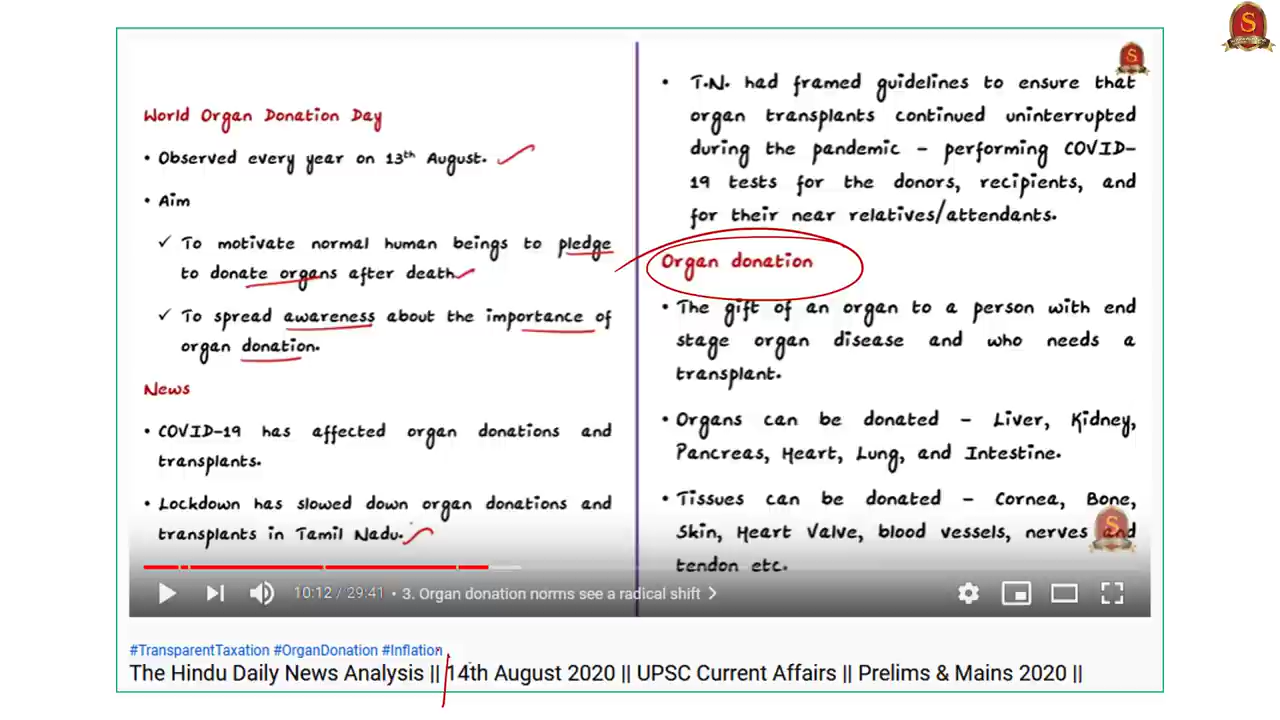 World Organ Donation Day
• Observed every year on 13th August.
• Aim
✓ To motivate normal human beings to pledge
to donate organs after death
✓ To spread awareness about the importance of
organ donation.
News
• COVID-19 has affected organ donations and
transplants.
• Lockdown has slowed down organ donations and
transplants in Tamil Nadu.
• T.N. had framed guidelines to ensure that
organ transplants continued uninterrupted
during the pandemic – performing COVID-
19 tests for the donors, recipients, and
for their near relatives/attendants.
Organ donation
• The gift of an organ to a person with end
stage organ disease and who needs a
transplant.
• Organs can be donated – Liver, Kidney,
Pancreas, Heart, Lung, and Intestine.
• Tissues can be donated – Cornea, Bone,
Skin, Heart Valve, blood vessels, nerves and
tendon etc.
10:12 / 29:41 • 3. Organ donation norms see a radical shift >
#TransparentTaxation #OrganDonation #Inflation
The Hindu Daily News Analysis || 14th August 2020 || UPSC Current Affairs || Prelims & Mains 2020 ||
S
S
S